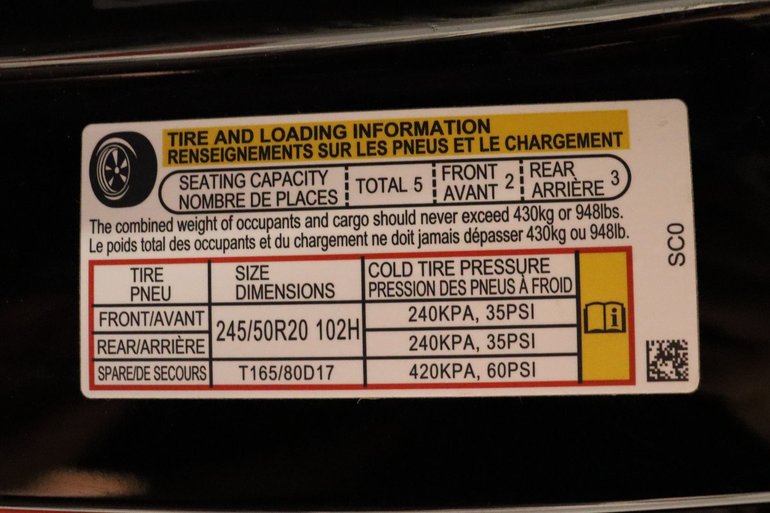 TIRE AND LOADING INFORMATION
RENSEIGNEMENTS SUR LES PNEUS ET LE CHARGEMENT
SEATING CAPACITY
NOMBRE DE PLACES
TOTAL 5
FRONT
AVANT 2
REAR
ARRIÈRE 3
The combined weight of occupants and cargo should never exceed 430kg or 948lbs.
Le poids total des occupants et du chargement ne doit jamais dépasser 430kg ou 948lb.
TIRE
PNEU
SIZE
DIMENSIONS
COLD TIRE PRESSURE
PRESSION DES PNEUS À FROID
FRONT/AVANT
245/50R20 102H
240KPA, 35PSI
REAR/ARRIÈRE
240KPA, 35PSI
SPARE/DE SECOURS
T165/80D17
420KPA, 60PSI
i
SC0